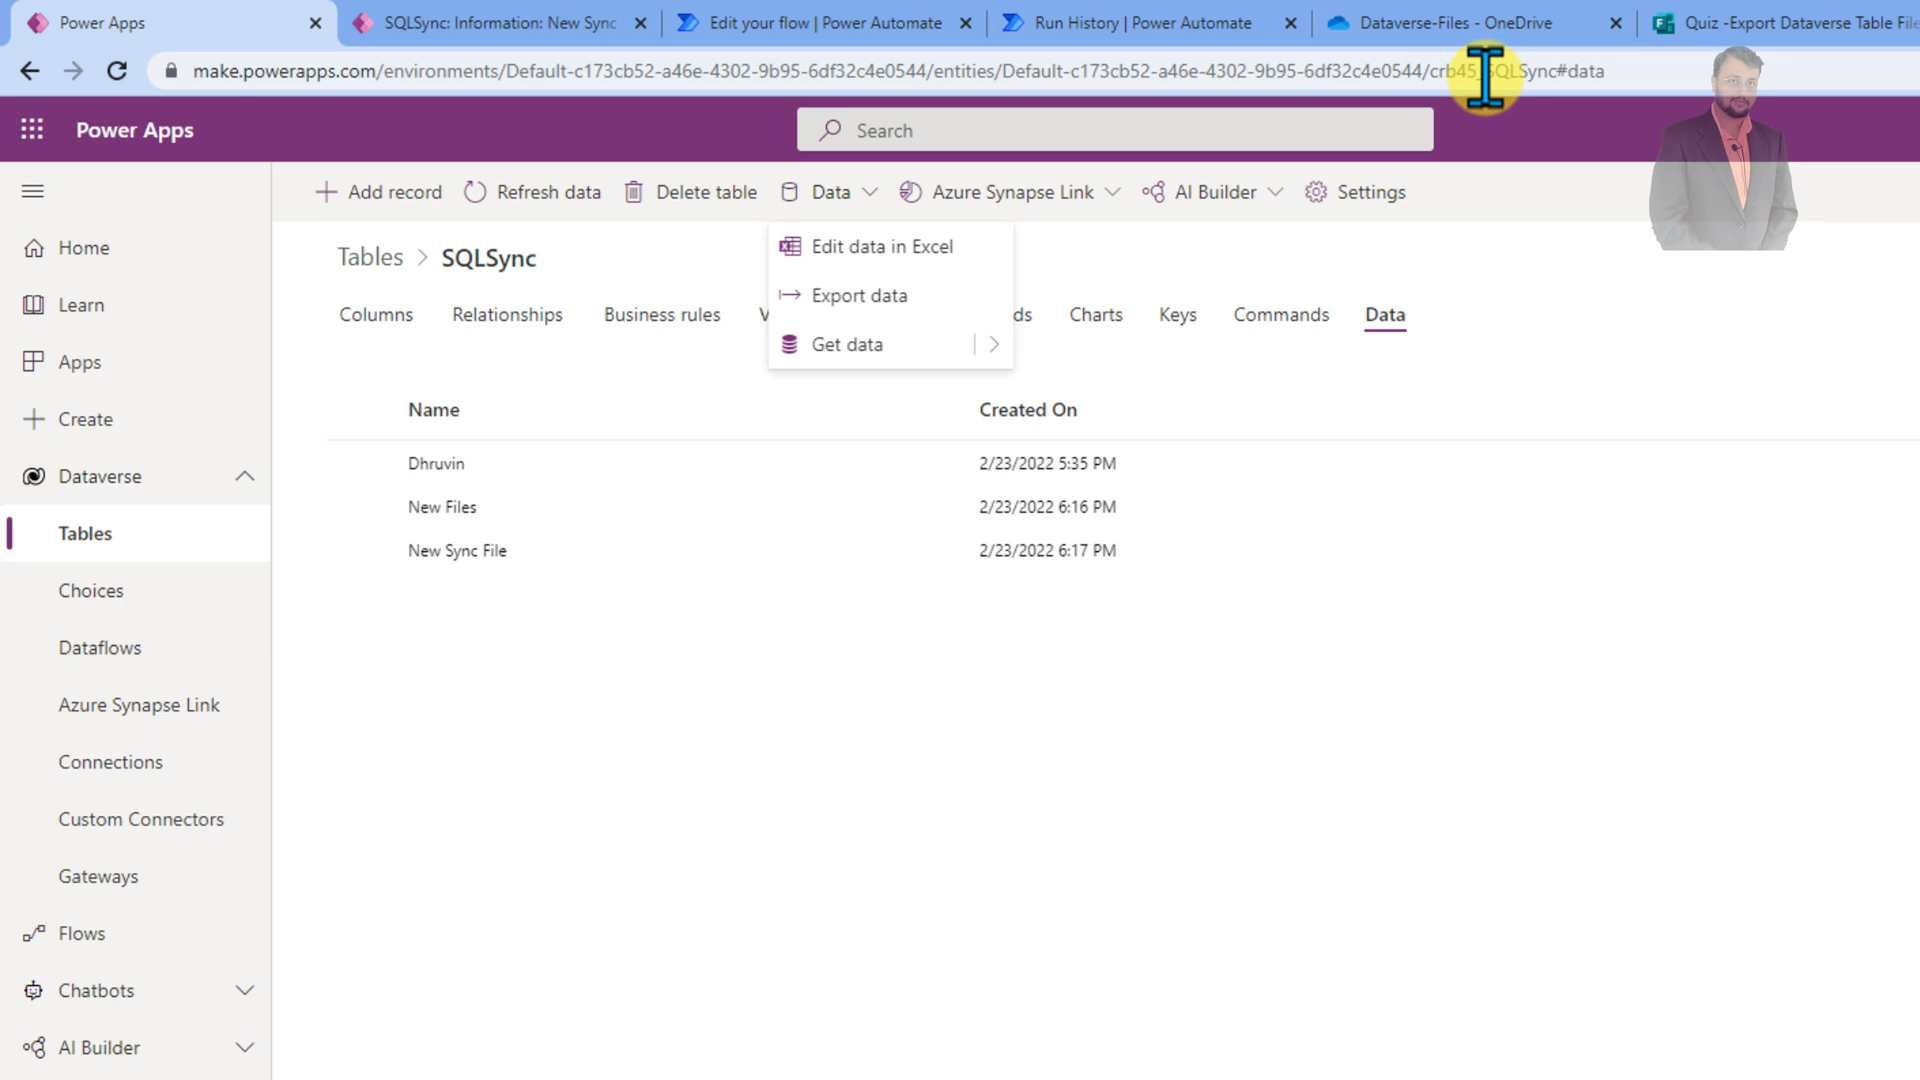 Power Apps
SQLSync: Information: New Sync
Edit your flow | Power Automate
Run History | Power Automate
Dataverse-Files - OneDrive
Quiz -Export Dataverse Table File
make.powerapps.com/environments/Default-c173cb52-a46e-4302-9b95-6df32c4e0544/entities/Default-c173cb52-a46e-4302-9b95-6df32c4e0544/crb45_SQLSync#data
Power Apps
Search
Add record
Refresh data
Delete table
Data
Azure Synapse Link
AI Builder
Settings
Edit data in Excel
Export data
Get data
Tables > SQLSync
Columns
Relationships
Business rules
V
ds
Charts
Keys
Commands
Data
Name Created On
Dhruvin 2/23/2022 5:35 PM
New Files 2/23/2022 6:16 PM
New Sync File 2/23/2022 6:17 PM
Home
Learn
Apps
Create
Dataverse
Tables
Choices
Dataflows
Azure Synapse Link
Connections
Custom Connectors
Gateways
Flows
Chatbots
AI Builder